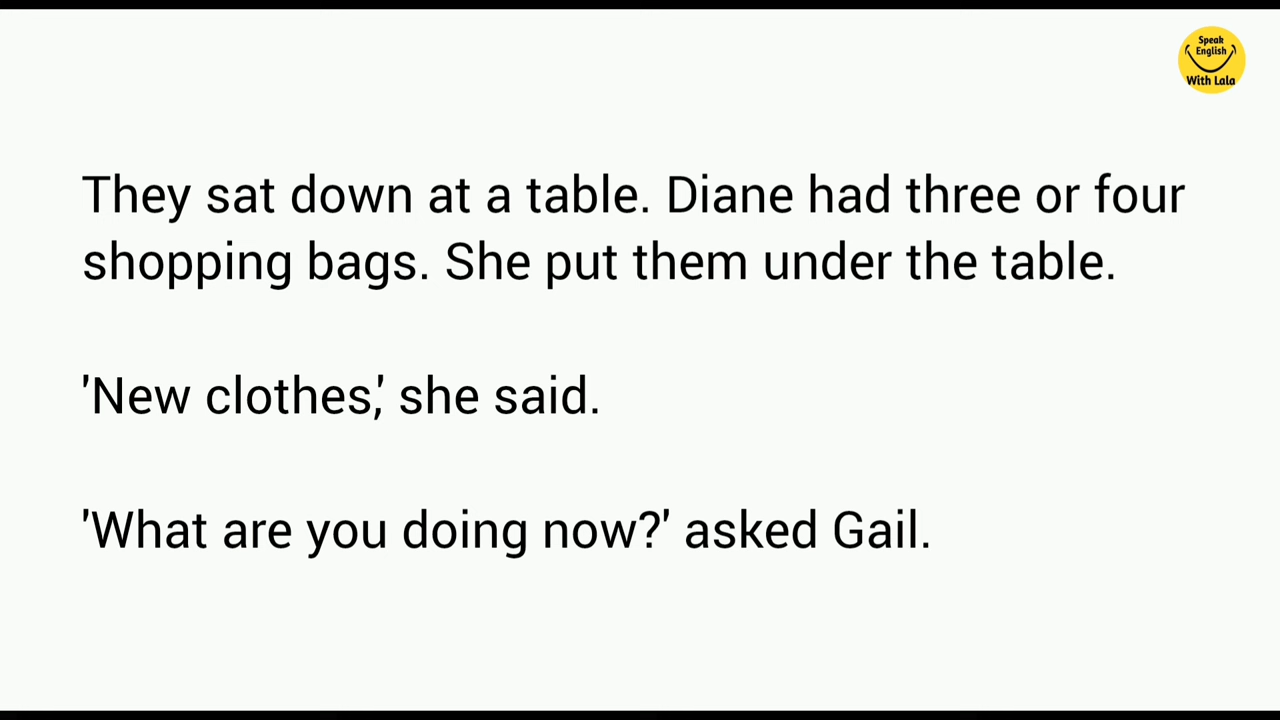 Speak
English
With Lala
They sat down at a table. Diane had three or four
shopping bags. She put them under the table.
'New clothes,' she said.
'What are you doing now?' asked Gail.